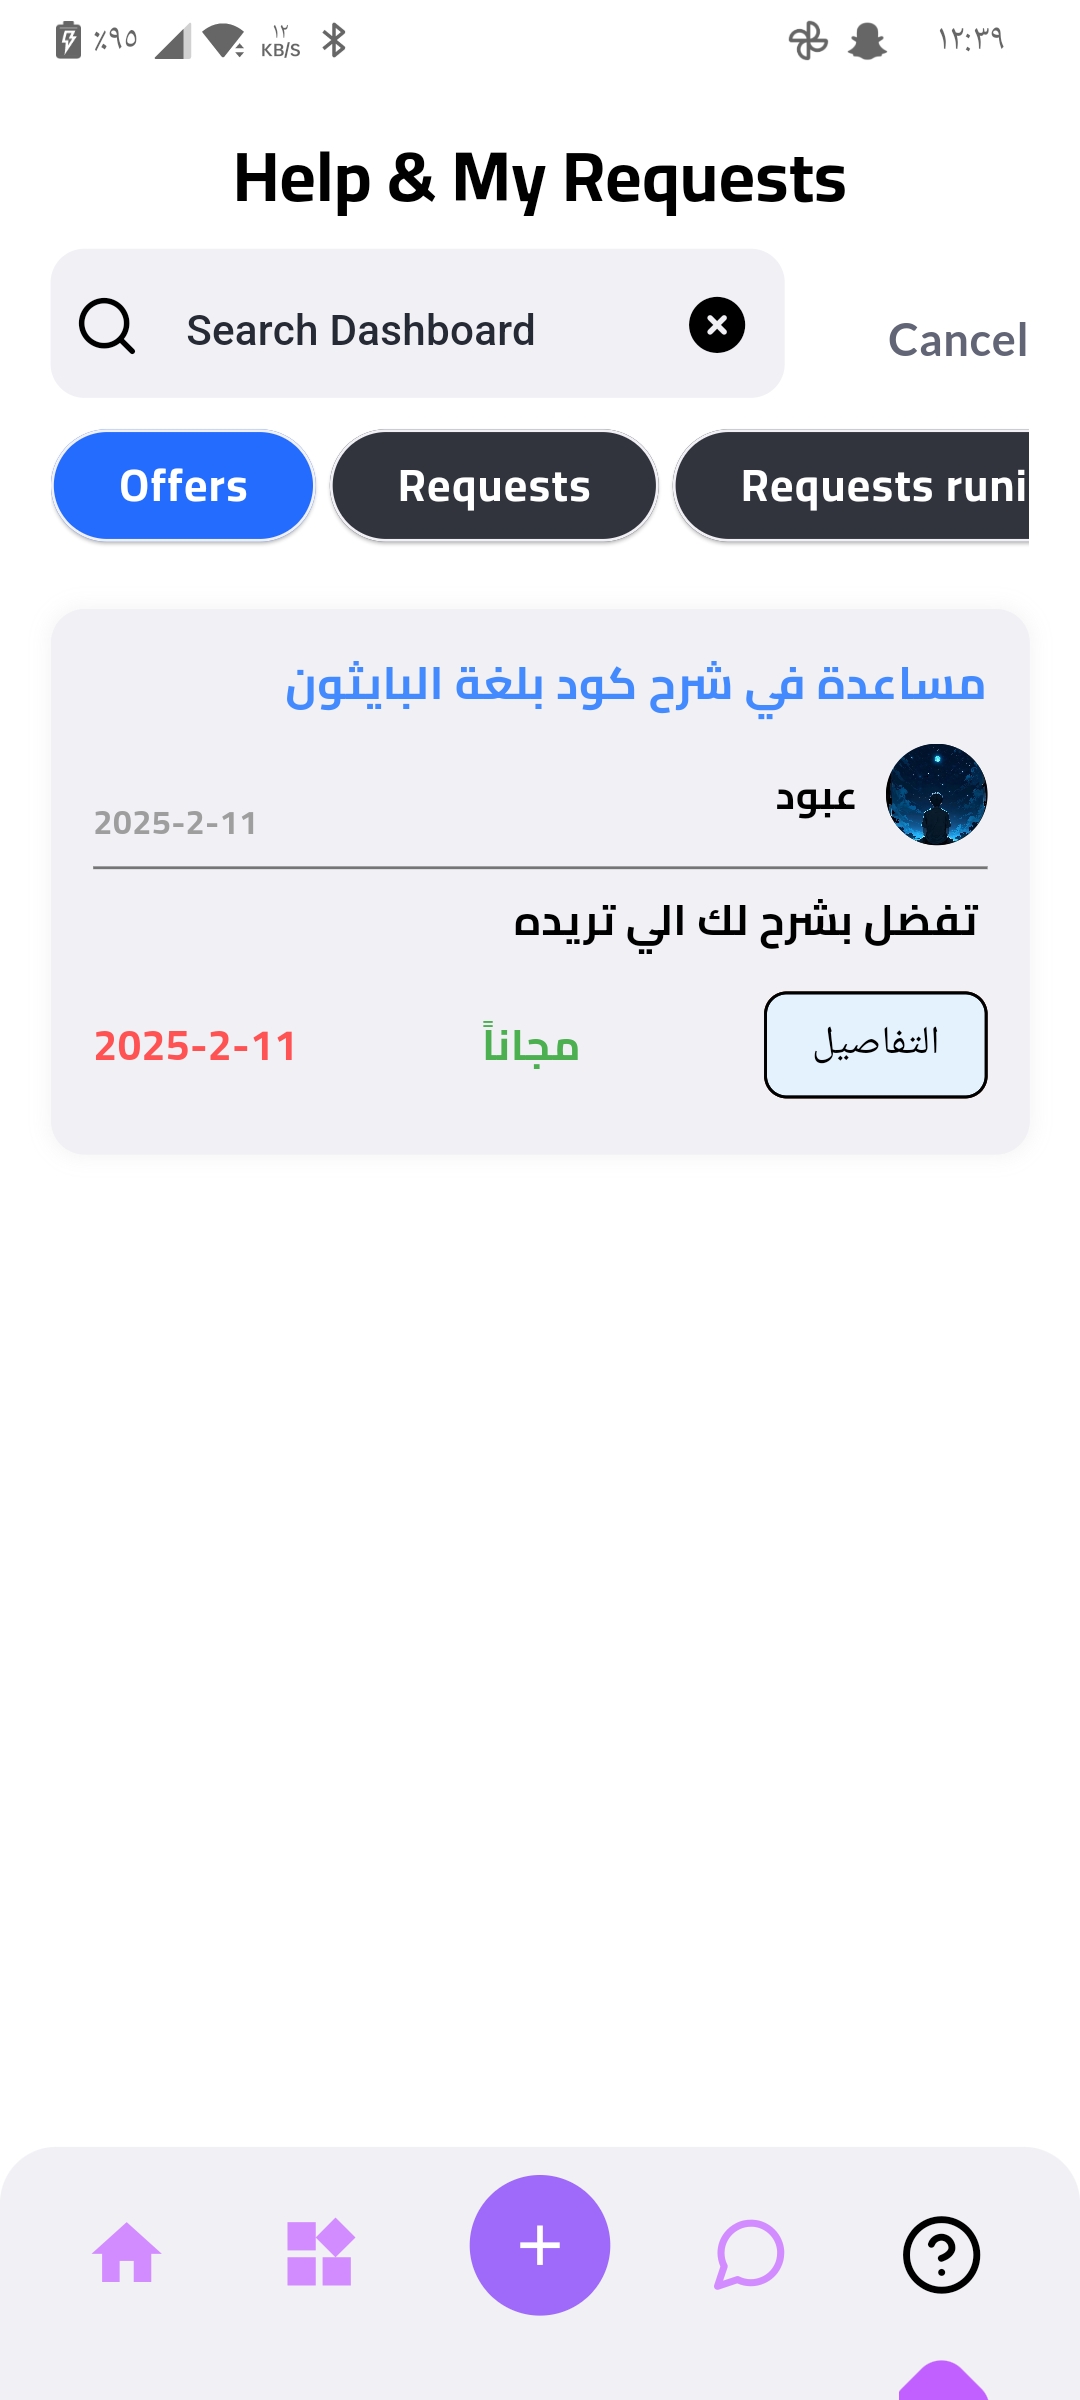 ٪٩٥
١٢
KB/S
١٢:٣٩
Help & My Requests
Search Dashboard
Cancel
Offers
Requests
Requests runi
مساعدة في شرح كود بلغة البايثون
عبود
2025-2-11
تفضل بشرح لك الي تريده
التفاصيل
مجاناً
2025-2-11